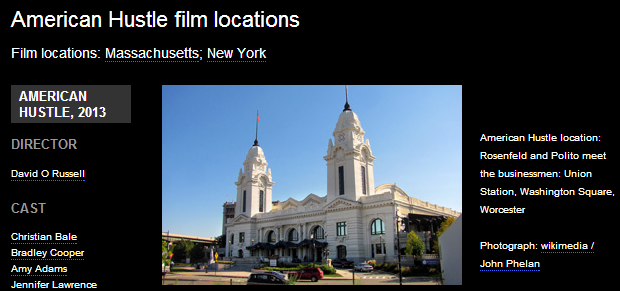 American Hustle film locations
Film locations: Massachusetts; New York
AMERICAN
HUSTLE, 2013
DIRECTOR
David O Russell
CAST
Christian Bale
Bradley Cooper
Amy Adams
Jennifer Lawrence
American Hustle location:
Rosenfeld and Polito meet
the businessmen: Union
Station, Washington Square,
Worcester
Photograph: wikimedia /
John Phelan